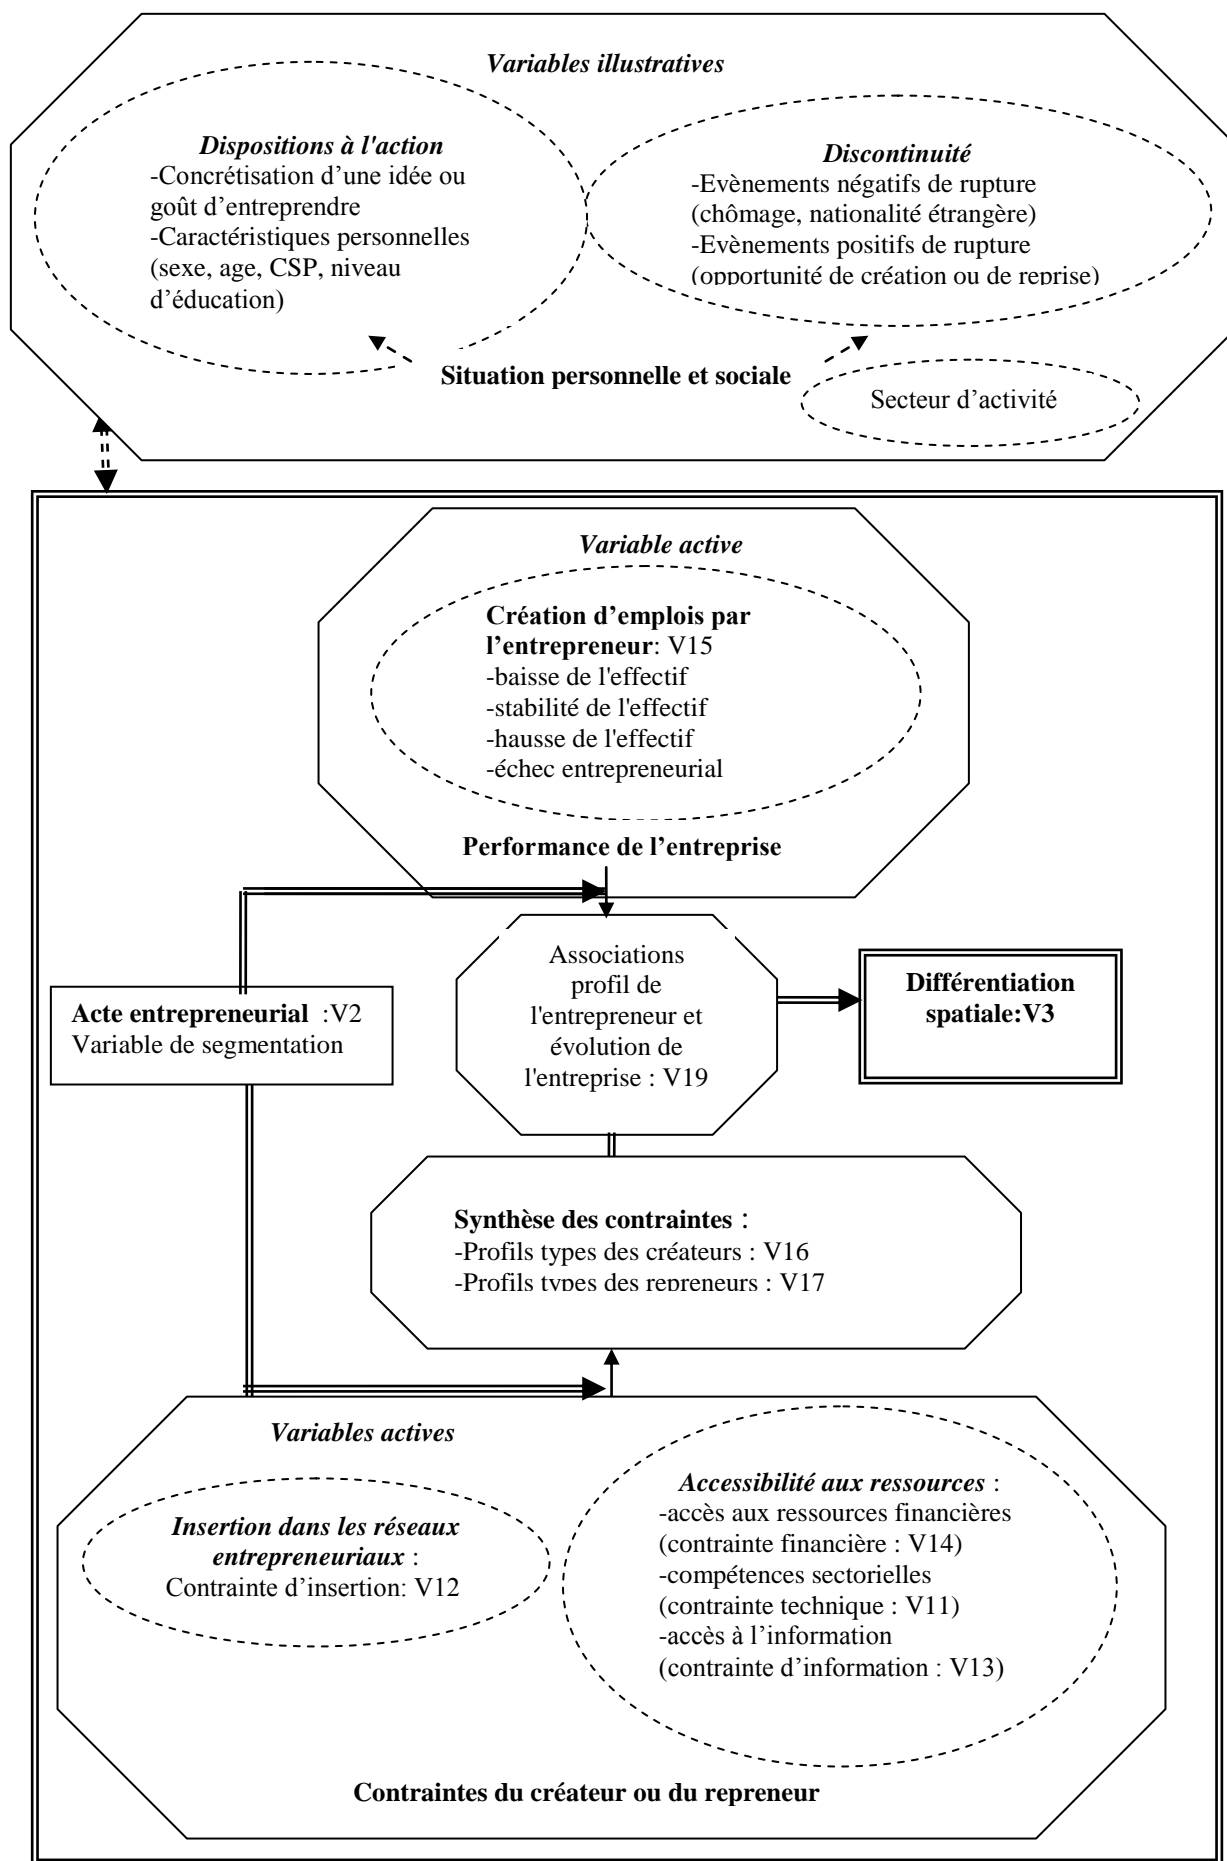 Variables illustratives
Dispositions à l'action
-Concrétisation d’une idée ou
goût d’entreprendre
-Caractéristiques personnelles
(sexe, age, CSP, niveau
d’éducation)
Discontinuité
-Evènements négatifs de rupture
(chômage, nationalité étrangère)
-Evènements positifs de rupture
(opportunité de création ou de reprise)
Situation personnelle et sociale
Secteur d’activité
Variable active
Création d’emplois par
l’entrepreneur: V15
-baisse de l'effectif
-stabilité de l'effectif
-hausse de l'effectif
-échec entrepreneurial
Performance de l’entreprise
Acte entrepreneurial :V2
Variable de segmentation
Associations
profil de
l'entrepreneur et
évolution de
l'entreprise : V19
Différentiation
spatiale:V3
Synthèse des contraintes :
-Profils types des créateurs : V16
-Profils types des repreneurs : V17
Variables actives
Insertion dans les réseaux
entrepreneuriaux :
Contrainte d’insertion: V12
Accessibilité aux ressources :
-accès aux ressources financières
(contrainte financière : V14)
-compétences sectorielles
(contrainte technique : V11)
-accès à l’information
(contrainte d’information : V13)
Contraintes du créateur ou du repreneur